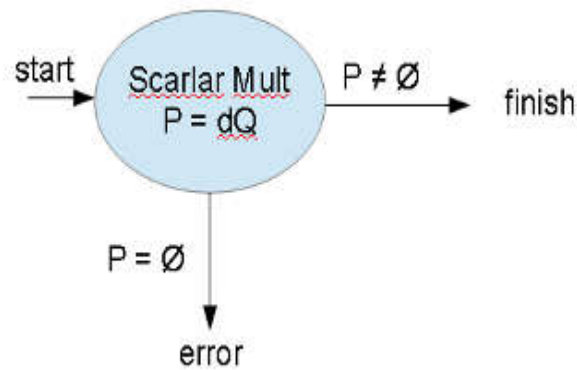 start
Scarlar Mult
P = dQ
P ≠ Ø
finish
P = Ø
error